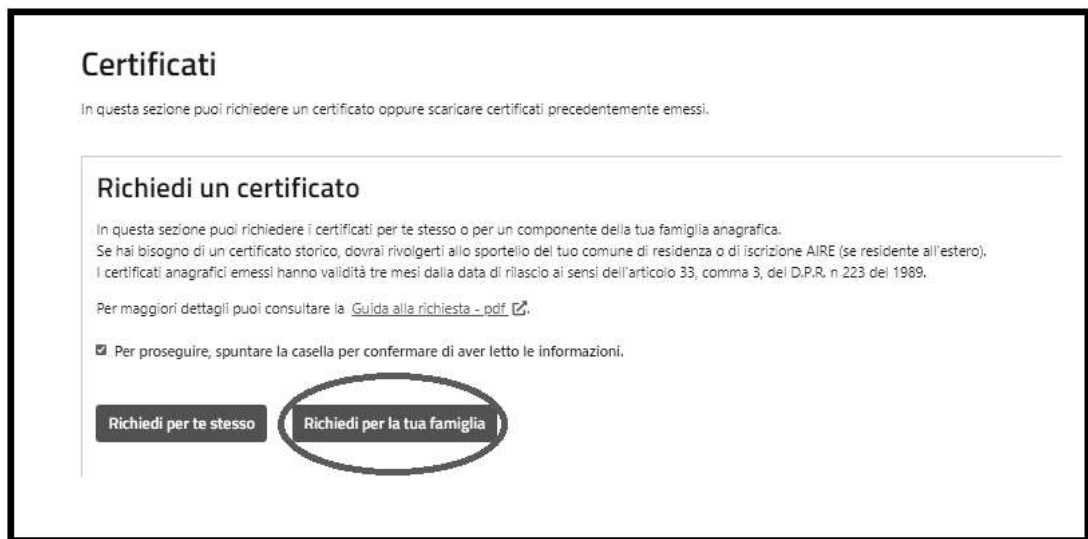 Certificati
In questa sezione puoi richiedere un certificato oppure scaricare certificati precedentemente emessi.
Richiedi un certificato
In questa sezione puoi richiedere i certificati per te stesso o per un componente della tua famiglia anagrafica.
Se hai bisogno di un certificato storico, dovrai rivolgerti allo sportello del tuo comune di residenza o di iscrizione AIRE (se residente all'estero).
I certificati anagrafici emessi hanno validità tre mesi dalla data di rilascio ai sensi dell'articolo 33, comma 3, del D.P.R. n 223 del 1989.
Per maggiori dettagli puoi consultare la Guida alla richiesta - pdf.
Per proseguire, spuntare la casella per confermare di aver letto le informazioni.
Richiedi per te stesso Richiedi per la tua famiglia